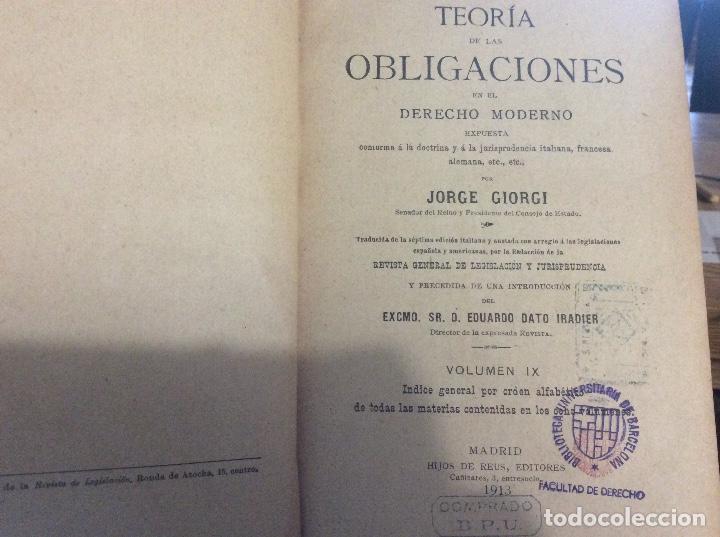 TEORÍA
DE LAS
OBLIGACIONES
EN EL
DERECHO MODERNO
EXPUESTA
conforme á la doctrina y á la jurisprudencia italiana, francesa,
alemana, etc., etc.,
POR
JORGE GIORGI
Senador del Reino y Presidente del Consejo de Estado.
Traducida de la séptima edición italiana y anotada con arreglo á las legislaciones
española y americanas, por la Redacción de la
REVISTA GENERAL DE LEGISLACIÓN Y JURISPRUDENCIA
Y PRECEDIDA DE UNA INTRODUCCIÓN
DEL
EXCMO. SR. D. EDUARDO DATO IRADIER
Director de la expresada REVISTA.
VOLUMEN IX
Indice general por orden alfabético
de todas las materias contenidas en los ocho volúmenes
BIBLIOTECA UNIVERSITARIA DE BARCELONA
FACULTAD DE DERECHO
MADRID
HIJOS DE REUS, EDITORES
Cañizares, 3, entresuelo.
1913
COMPRADO
B.P.U.
de la Revista de Legislación, Ronda de Atocha, 15, centro.
todocoleccion